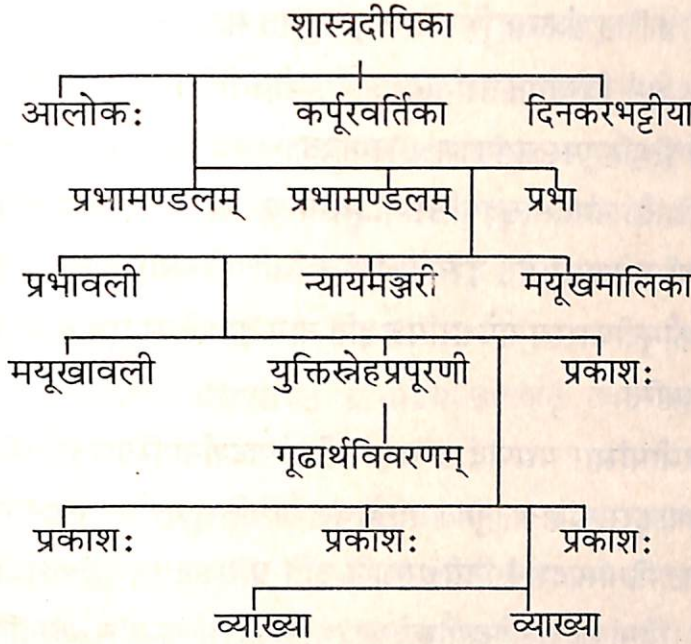 शास्त्रदीपिका
आलोकः कर्पूरवर्तिका दिनकरभट्टीया
प्रभामण्डलम् प्रभामण्डलम् प्रभा
प्रभावली न्यायमञ्जरी मयूखमालिका
मयूखावली युक्तिस्नेहप्रपूरणी प्रकाशः
गूढार्थविवरणम्
प्रकाशः प्रकाशः प्रकाशः
व्याख्या व्याख्या